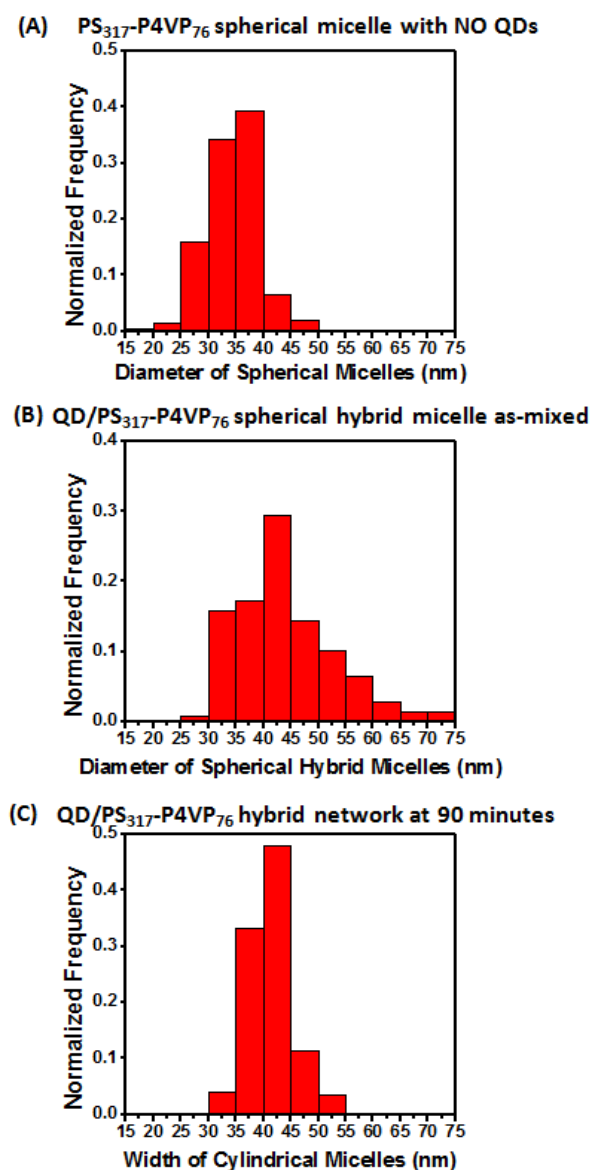 (A) PS₃₁₇-P4VP₇₆ spherical micelle with NO QDs
0.5
0.4
0.3
0.2
0.1
0.0
Normalized Frequency
15 20 25 30 35 40 45 50 55 60 65 70 75
Diameter of Spherical Micelles (nm)
(B) QD/PS₃₁₇-P4VP₇₆ spherical hybrid micelle as-mixed
0.4
0.3
0.2
0.1
0.0
Normalized Frequency
15 20 25 30 35 40 45 50 55 60 65 70 75
Diameter of Spherical Hybrid Micelles (nm)
(C) QD/PS₃₁₇-P4VP₇₆ hybrid network at 90 minutes
0.5
0.4
0.3
0.2
0.1
0.0
Normalized Frequency
15 20 25 30 35 40 45 50 55 60 65 70 75
Width of Cylindrical Micelles (nm)